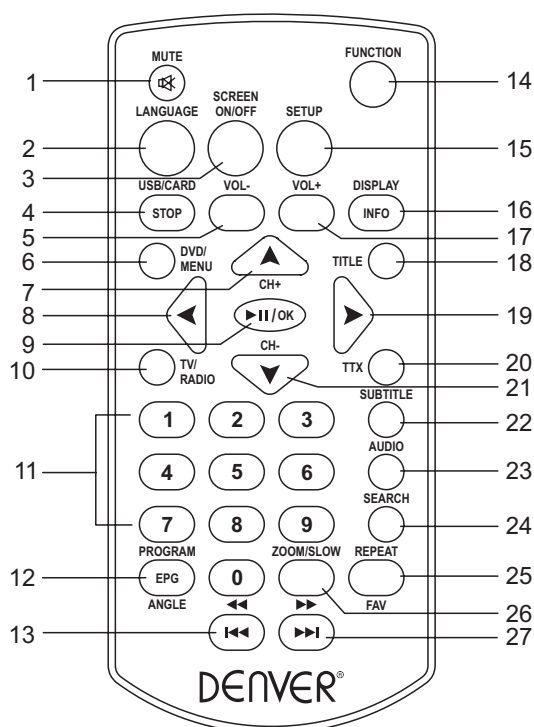 MUTE
FUNCTION
1
14
SCREEN
LANGUAGE
ON/OFF
SETUP
2
15
3
USB/CARD
VOL-
VOL+
DISPLAY
4
STOP
INFO
16
5
17
6
DVD/
MENU
TITLE
18
7
CH+
8
/OK
19
9
CH-
10
TV/
RADIO
TTX
20
21
SUBTITLE
1
2
3
22
AUDIO
11
4
5
6
23
SEARCH
7
8
9
24
PROGRAM
ZOOM/SLOW
REPEAT
12
EPG
0
25
ANGLE
FAV
26
13
27
DENVER®